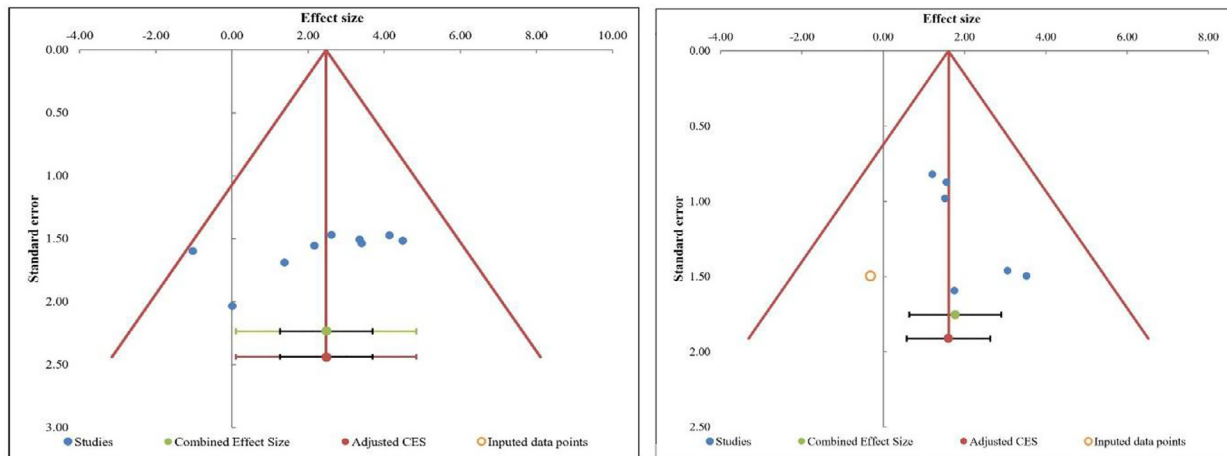 Effect size
-4.00 -2.00 0.00 2.00 4.00 6.00 8.00 10.00
0.00
0.50
1.00
1.50
2.00
2.50
3.00
Standard error
Studies Combined Effect Size Adjusted CES Inputed data points
Effect size
-4.00 -2.00 0.00 2.00 4.00 6.00 8.00
0.00
0.50
1.00
1.50
2.00
2.50
Standard error
Studies Combined Effect Size Adjusted CES Inputed data points